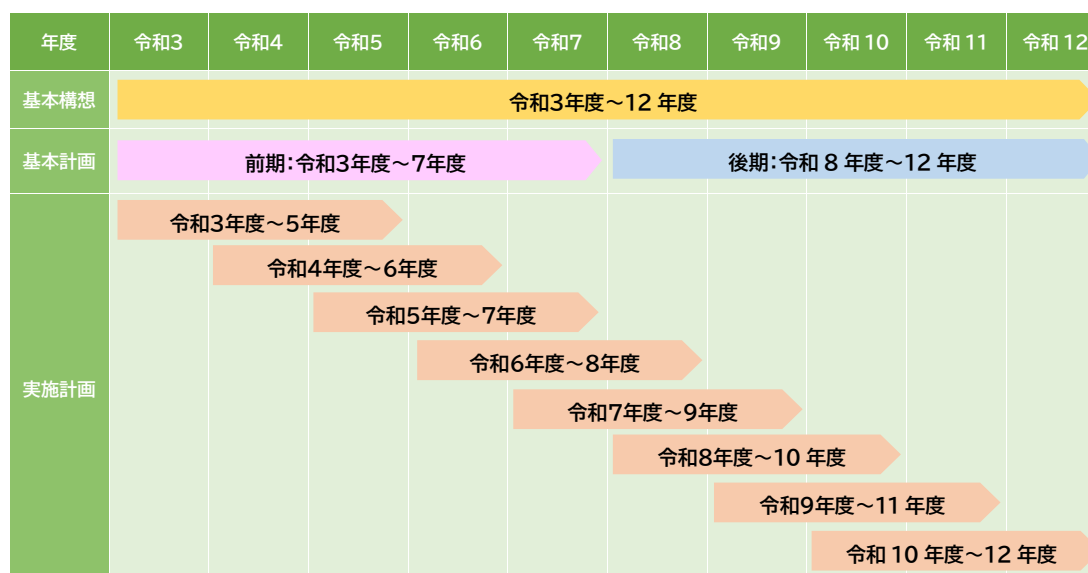 年度 令和3 令和4 令和5 令和6 令和7 令和8 令和9 令和 10 令和 11 令和 12
基本構想 令和3年度～12 年度
基本計画 前期：令和3年度～7年度 後期：令和 8 年度～12 年度
実施計画
令和3年度～5年度
令和4年度～6年度
令和5年度～7年度
令和6年度～8年度
令和7年度～9年度
令和8年度～10 年度
令和9年度～11 年度
令和 10 年度～12 年度